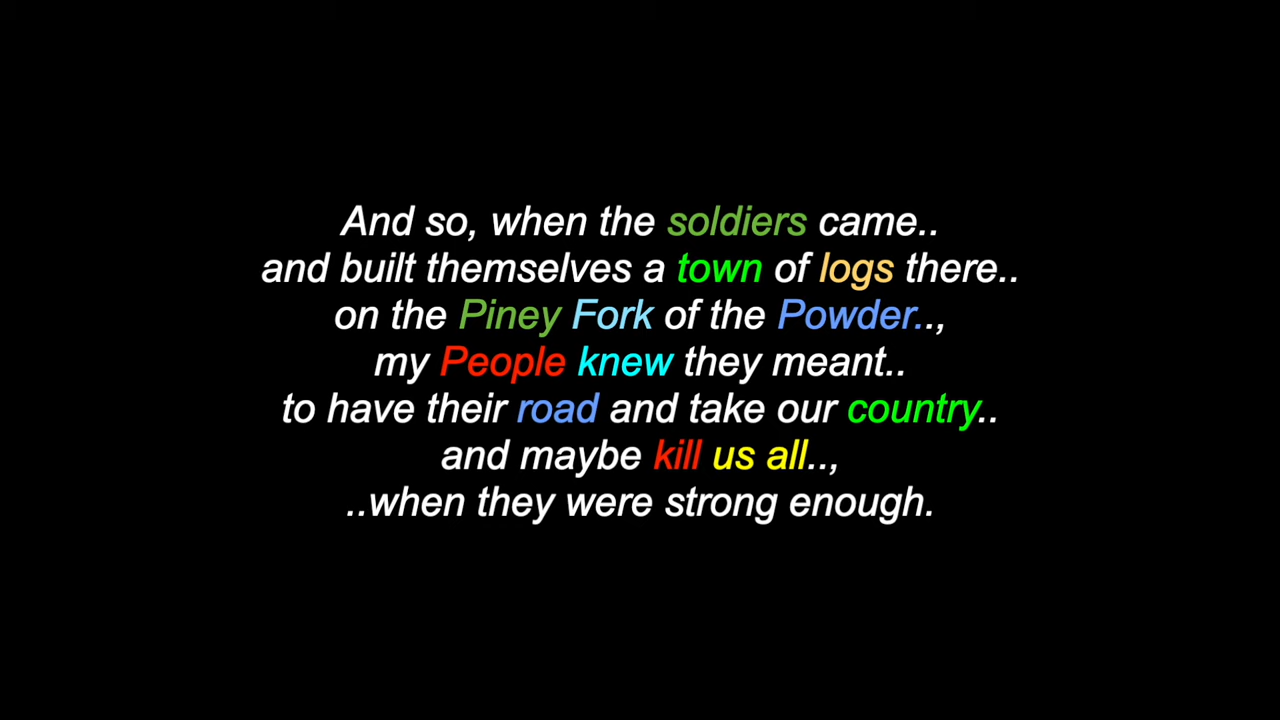 And so, when the soldiers came..
and built themselves a town of logs there..
on the Piney Fork of the Powder..,
my People knew they meant..
to have their road and take our country..
and maybe kill us all..,
..when they were strong enough.